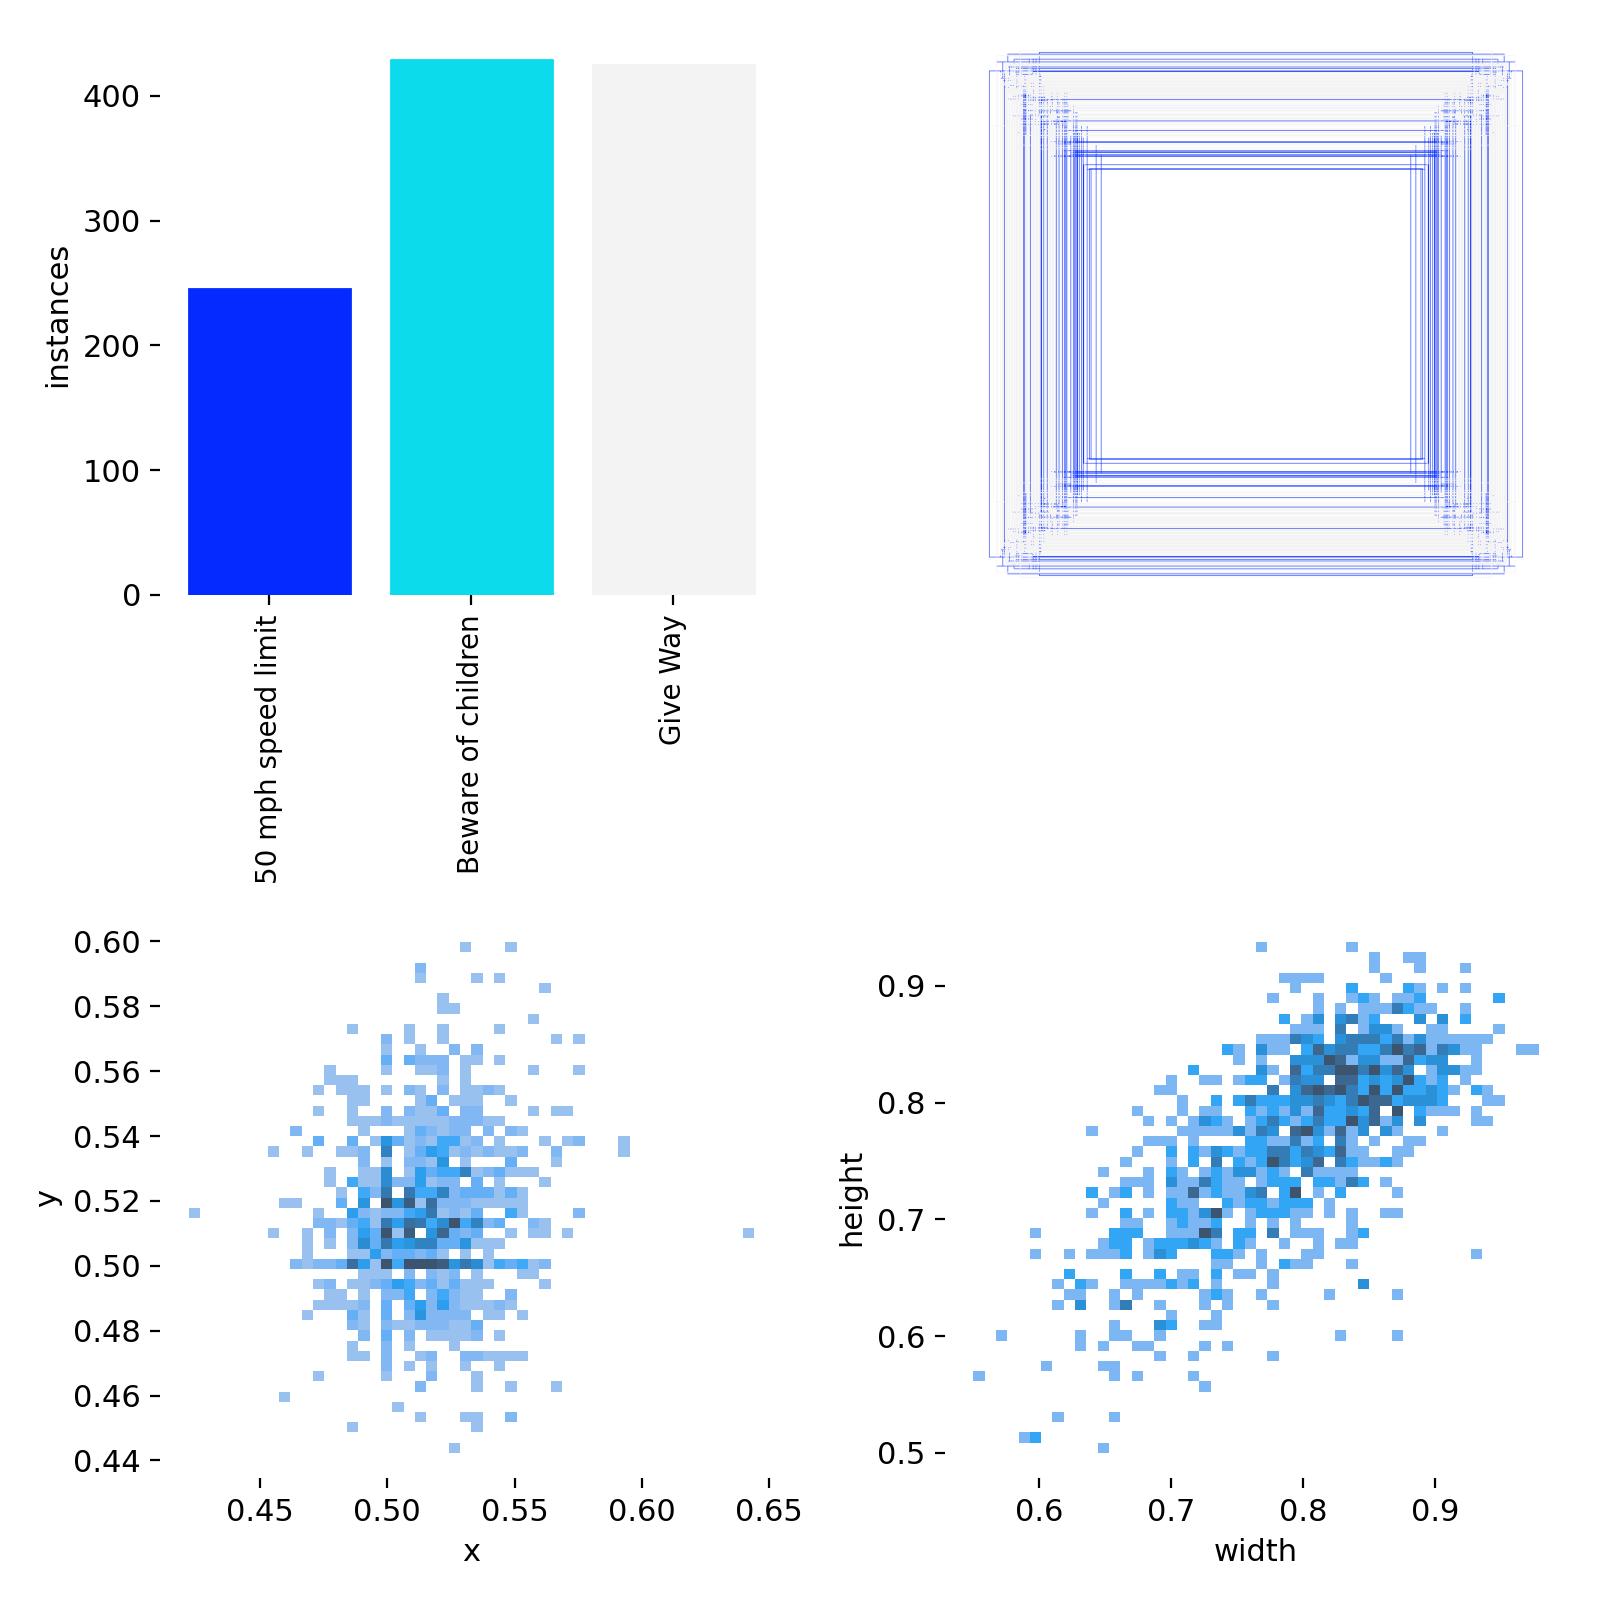 instances
400
300
200
100
0
50 mph speed limit
Beware of children
Give Way
y
0.60
0.58
0.56
0.54
0.52
0.50
0.48
0.46
0.44
0.45 0.50 0.55 0.60 0.65
x
height
0.9
0.8
0.7
0.6
0.5
0.6 0.7 0.8 0.9
width